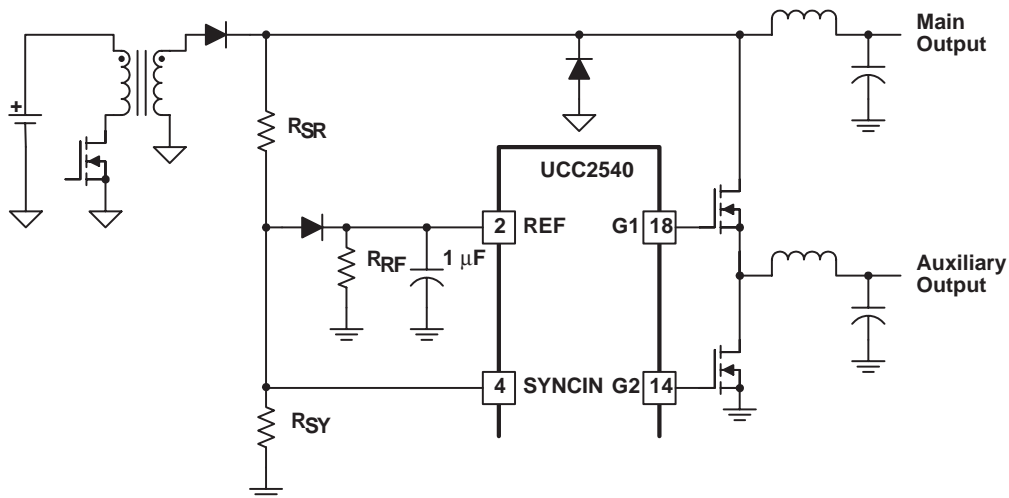 Main
Output
+
RSR
UCC2540
2 REF G1 18
RRF
1 μF
Auxiliary
Output
4 SYNCIN G2 14
RSY